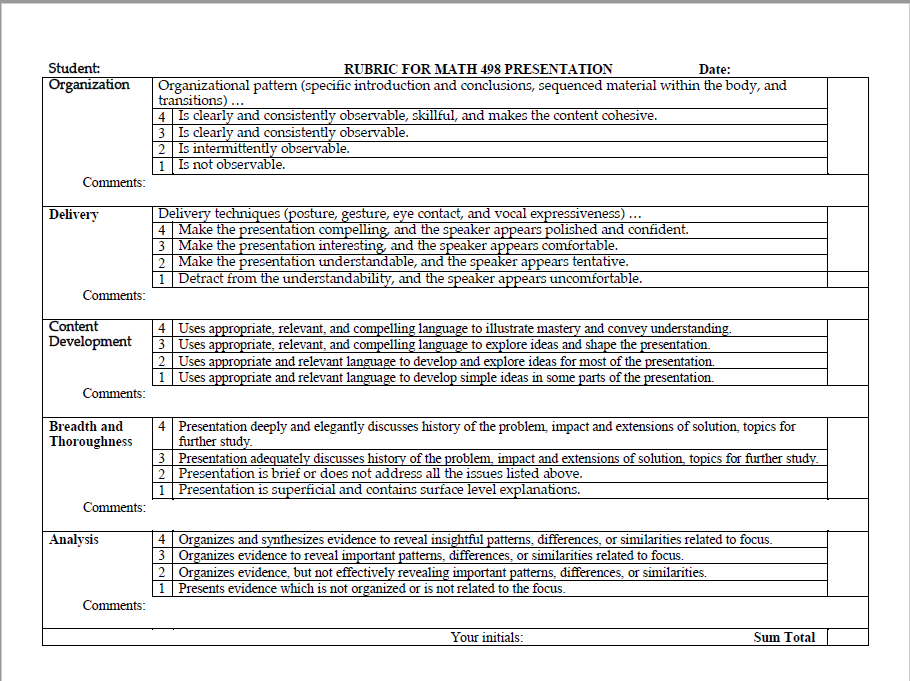 Student: RUBRIC FOR MATH 498 PRESENTATION Date:
Organization Organizational pattern (specific introduction and conclusions, sequenced material within the body, and
transitions) …
4 Is clearly and consistently observable, skillful, and makes the content cohesive.
3 Is clearly and consistently observable.
2 Is intermittently observable.
1 Is not observable.
Comments:
Delivery Delivery techniques (posture, gesture, eye contact, and vocal expressiveness) …
4 Make the presentation compelling, and the speaker appears polished and confident.
3 Make the presentation interesting, and the speaker appears comfortable.
2 Make the presentation understandable, and the speaker appears tentative.
1 Detract from the understandability, and the speaker appears uncomfortable.
Comments:
Content 4 Uses appropriate, relevant, and compelling language to illustrate mastery and convey understanding.
Development 3 Uses appropriate, relevant, and compelling language to explore ideas and shape the presentation.
2 Uses appropriate and relevant language to develop and explore ideas for most of the presentation.
1 Uses appropriate and relevant language to develop simple ideas in some parts of the presentation.
Comments:
Breadth and 4 Presentation deeply and elegantly discusses history of the problem, impact and extensions of solution, topics for
Thoroughness further study.
3 Presentation adequately discusses history of the problem, impact and extensions of solution, topics for further study.
2 Presentation is brief or does not address all the issues listed above.
1 Presentation is superficial and contains surface level explanations.
Comments:
Analysis 4 Organizes and synthesizes evidence to reveal insightful patterns, differences, or similarities related to focus.
3 Organizes evidence to reveal important patterns, differences, or similarities related to focus.
2 Organizes evidence, but not effectively revealing important patterns, differences, or similarities.
1 Presents evidence which is not organized or is not related to the focus.
Comments:
Your initials: Sum Total